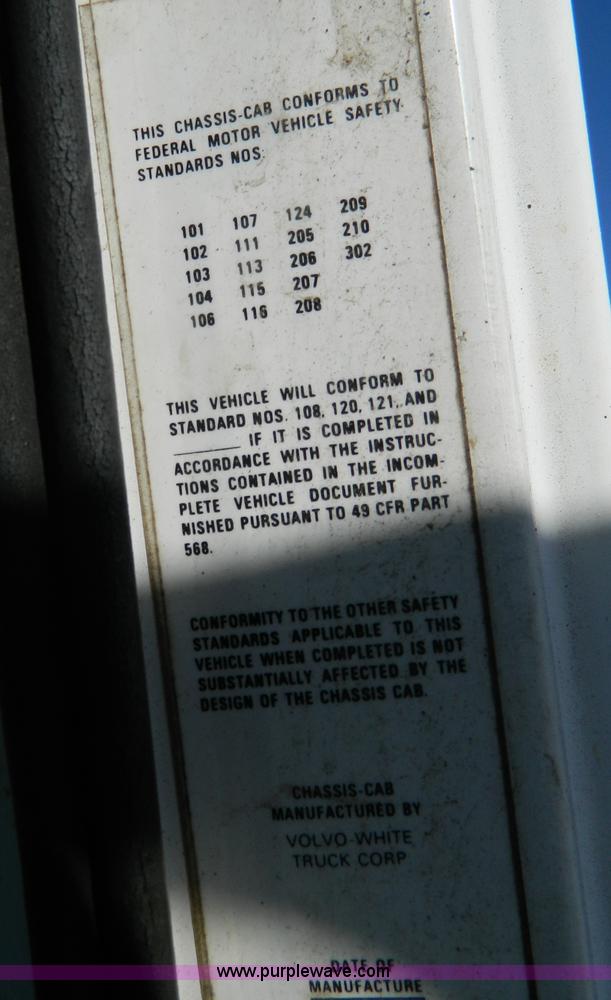 THIS CHASSIS-CAB CONFORMS TO
FEDERAL MOTOR VEHICLE SAFETY
STANDARDS NOS:
101 107 124 209
102 111 205 210
103 113 206 302
104 115 207
106 116 208
THIS VEHICLE WILL CONFORM TO
STANDARD NOS. 108, 120, 121, AND
________ IF IT IS COMPLETED IN
ACCORDANCE WITH THE INSTRUC-
TIONS CONTAINED IN THE INCOM-
PLETE VEHICLE DOCUMENT FUR-
NISHED PURSUANT TO 49 CFR PART
568.
CONFORMITY TO THE OTHER SAFETY
STANDARDS APPLICABLE TO THIS
VEHICLE WHEN COMPLETED IS NOT
SUBSTANTIALLY AFFECTED BY THE
DESIGN OF THE CHASSIS CAB.
CHASSIS-CAB
MANUFACTURED BY
VOLVO-WHITE
TRUCK CORP
DATE OF
www.purplewave.com
MANUFACTURE